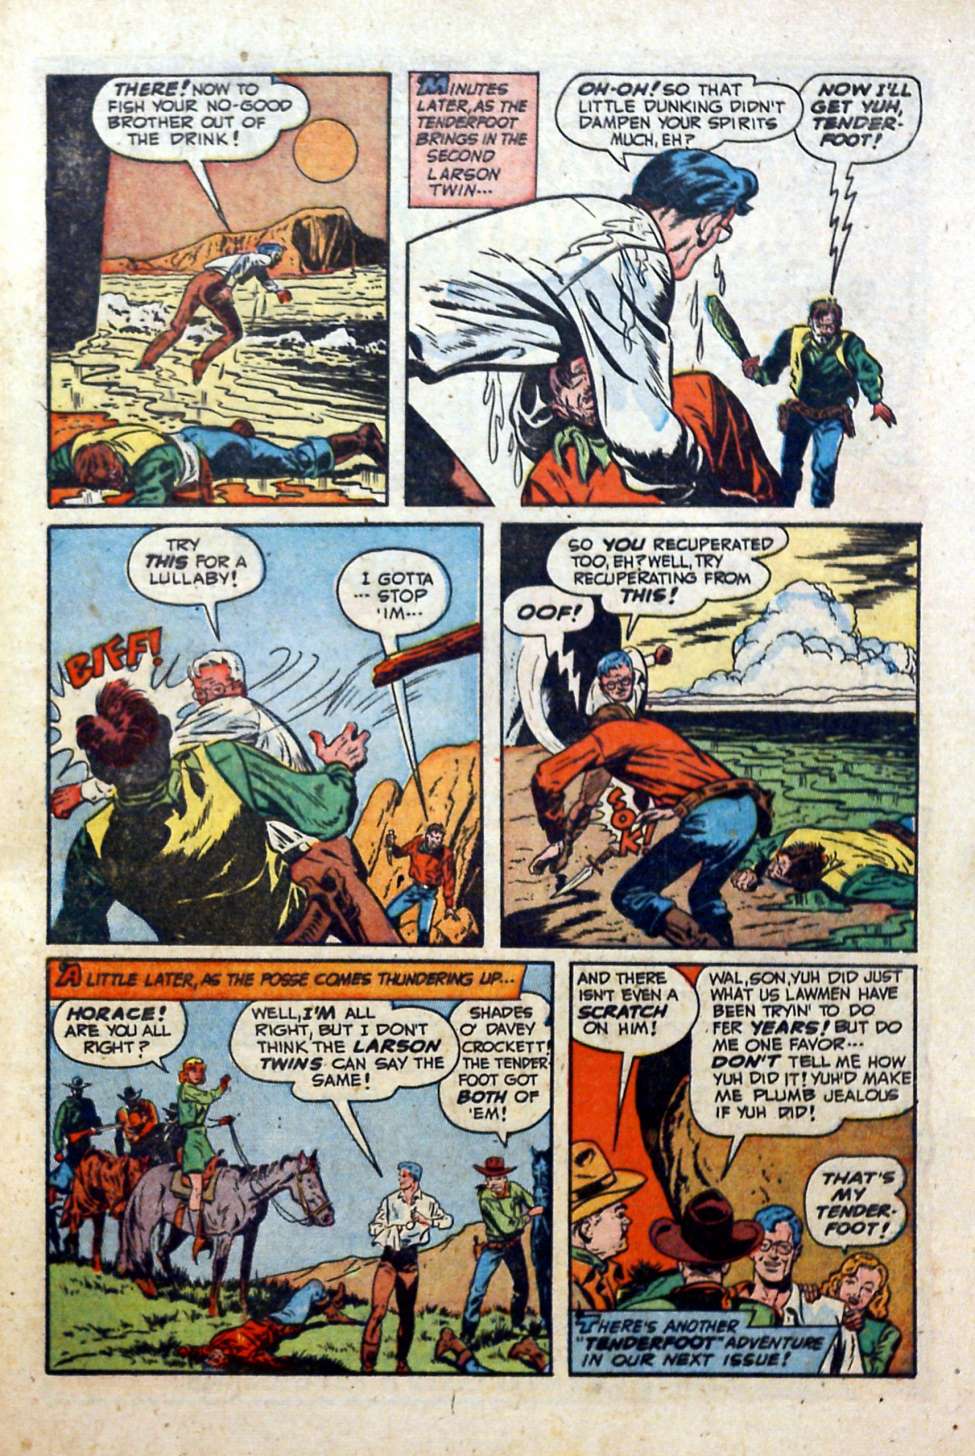 THERE! NOW TO
FISH YOUR NO-GOOD
BROTHER OUT OF
THE DRINK!
MINUTES
LATER, AS THE
TENDERFOOT
BRINGS IN THE
SECOND
LARSON
TWIN...
OH-OH! SO THAT
LITTLE DUNKING DIDN'T
DAMPEN YOUR SPIRITS
MUCH, EH?
NOW I'LL
GET YUH,
TENDER-
FOOT!
TRY
THIS FOR A
LULLABY!
I GOTTA
... STOP
'IM...
BIFF!
SO YOU RECUPERATED
TOO, EH? WELL, TRY
RECUPERATING FROM
THIS!
OOF!
SOK!
A LITTLE LATER, AS THE POSSE COMES THUNDERING UP...
HORACE!
ARE YOU ALL
RIGHT?
WELL, I'M ALL
RIGHT, BUT I DON'T
THINK THE LARSON
TWINS CAN SAY THE
SAME!
SHADES
O' DAVEY
CROCKETT!
THE TENDER-
FOOT GOT
BOTH OF
'EM!
AND THERE
ISN'T EVEN A
SCRATCH
ON HIM!
WAL, SON, YUH DID JUST
WHAT US LAWMEN HAVE
BEEN TRYIN' TO DO
FER YEARS! BUT DO
ME ONE FAVOR...
DON'T TELL ME HOW
YUH DID IT! YUH'D MAKE
ME PLUMB JEALOUS
IF YUH DID!
THAT'S
MY
TENDER-
FOOT!
THERE'S ANOTHER
"TENDERFOOT" ADVENTURE
IN OUR NEXT ISSUE!